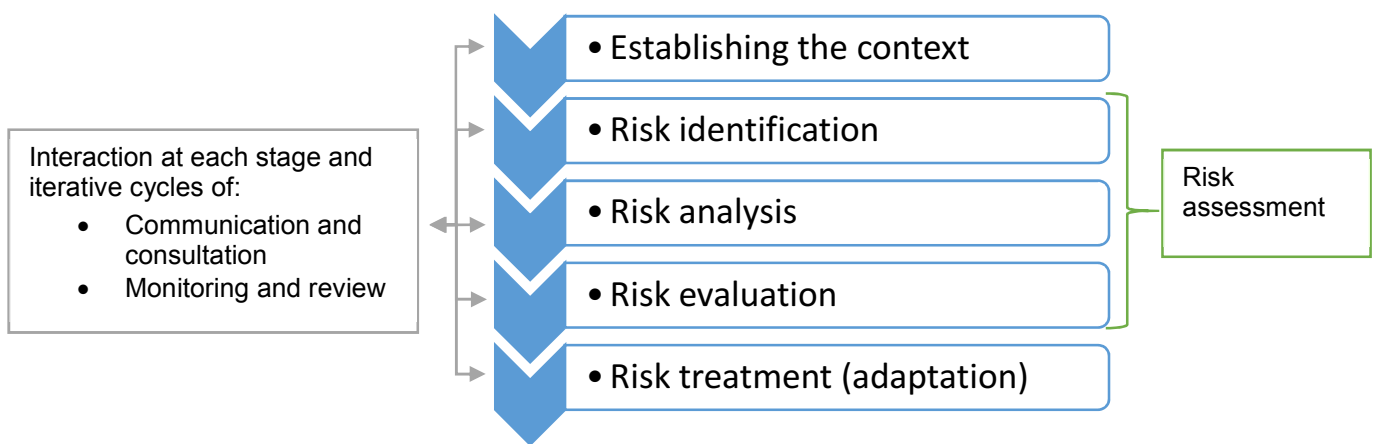 Interaction at each stage and
iterative cycles of:
• Communication and
consultation
• Monitoring and review
• Establishing the context
• Risk identification
• Risk analysis
• Risk evaluation
• Risk treatment (adaptation)
Risk
assessment